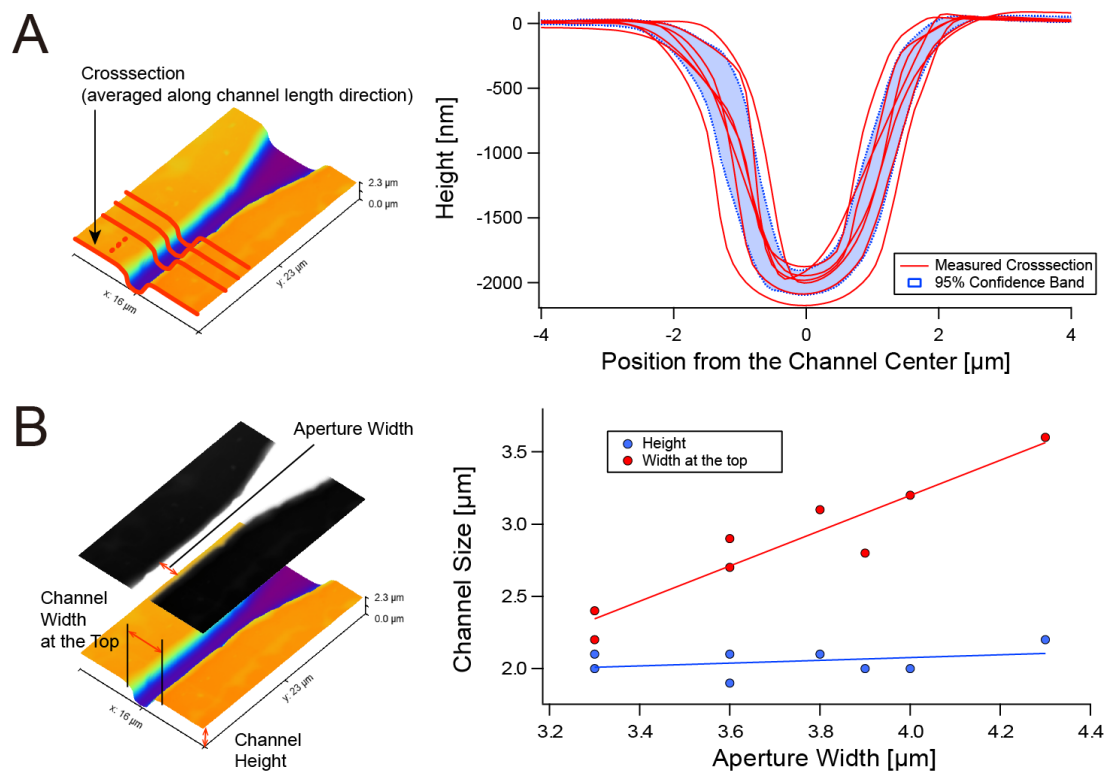 A
Crosssection
(averaged along channel length direction)
2.3 µm
0.0 µm
y: 23 µm
x: 16 µm
Height [nm]
0
-500
-1000
-1500
-2000
-4
-2
0
2
4
Position from the Channel Center [µm]
Measured Crosssection
95% Confidence Band
B
Aperture Width
Channel
Width
at the Top
2.3 µm
0.0 µm
y: 23 µm
x: 16 µm
Channel
Height
Channel Size [µm]
3.5
3.0
2.5
2.0
3.2
3.4
3.6
3.8
4.0
4.2
4.4
Aperture Width [µm]
Height
Width at the top